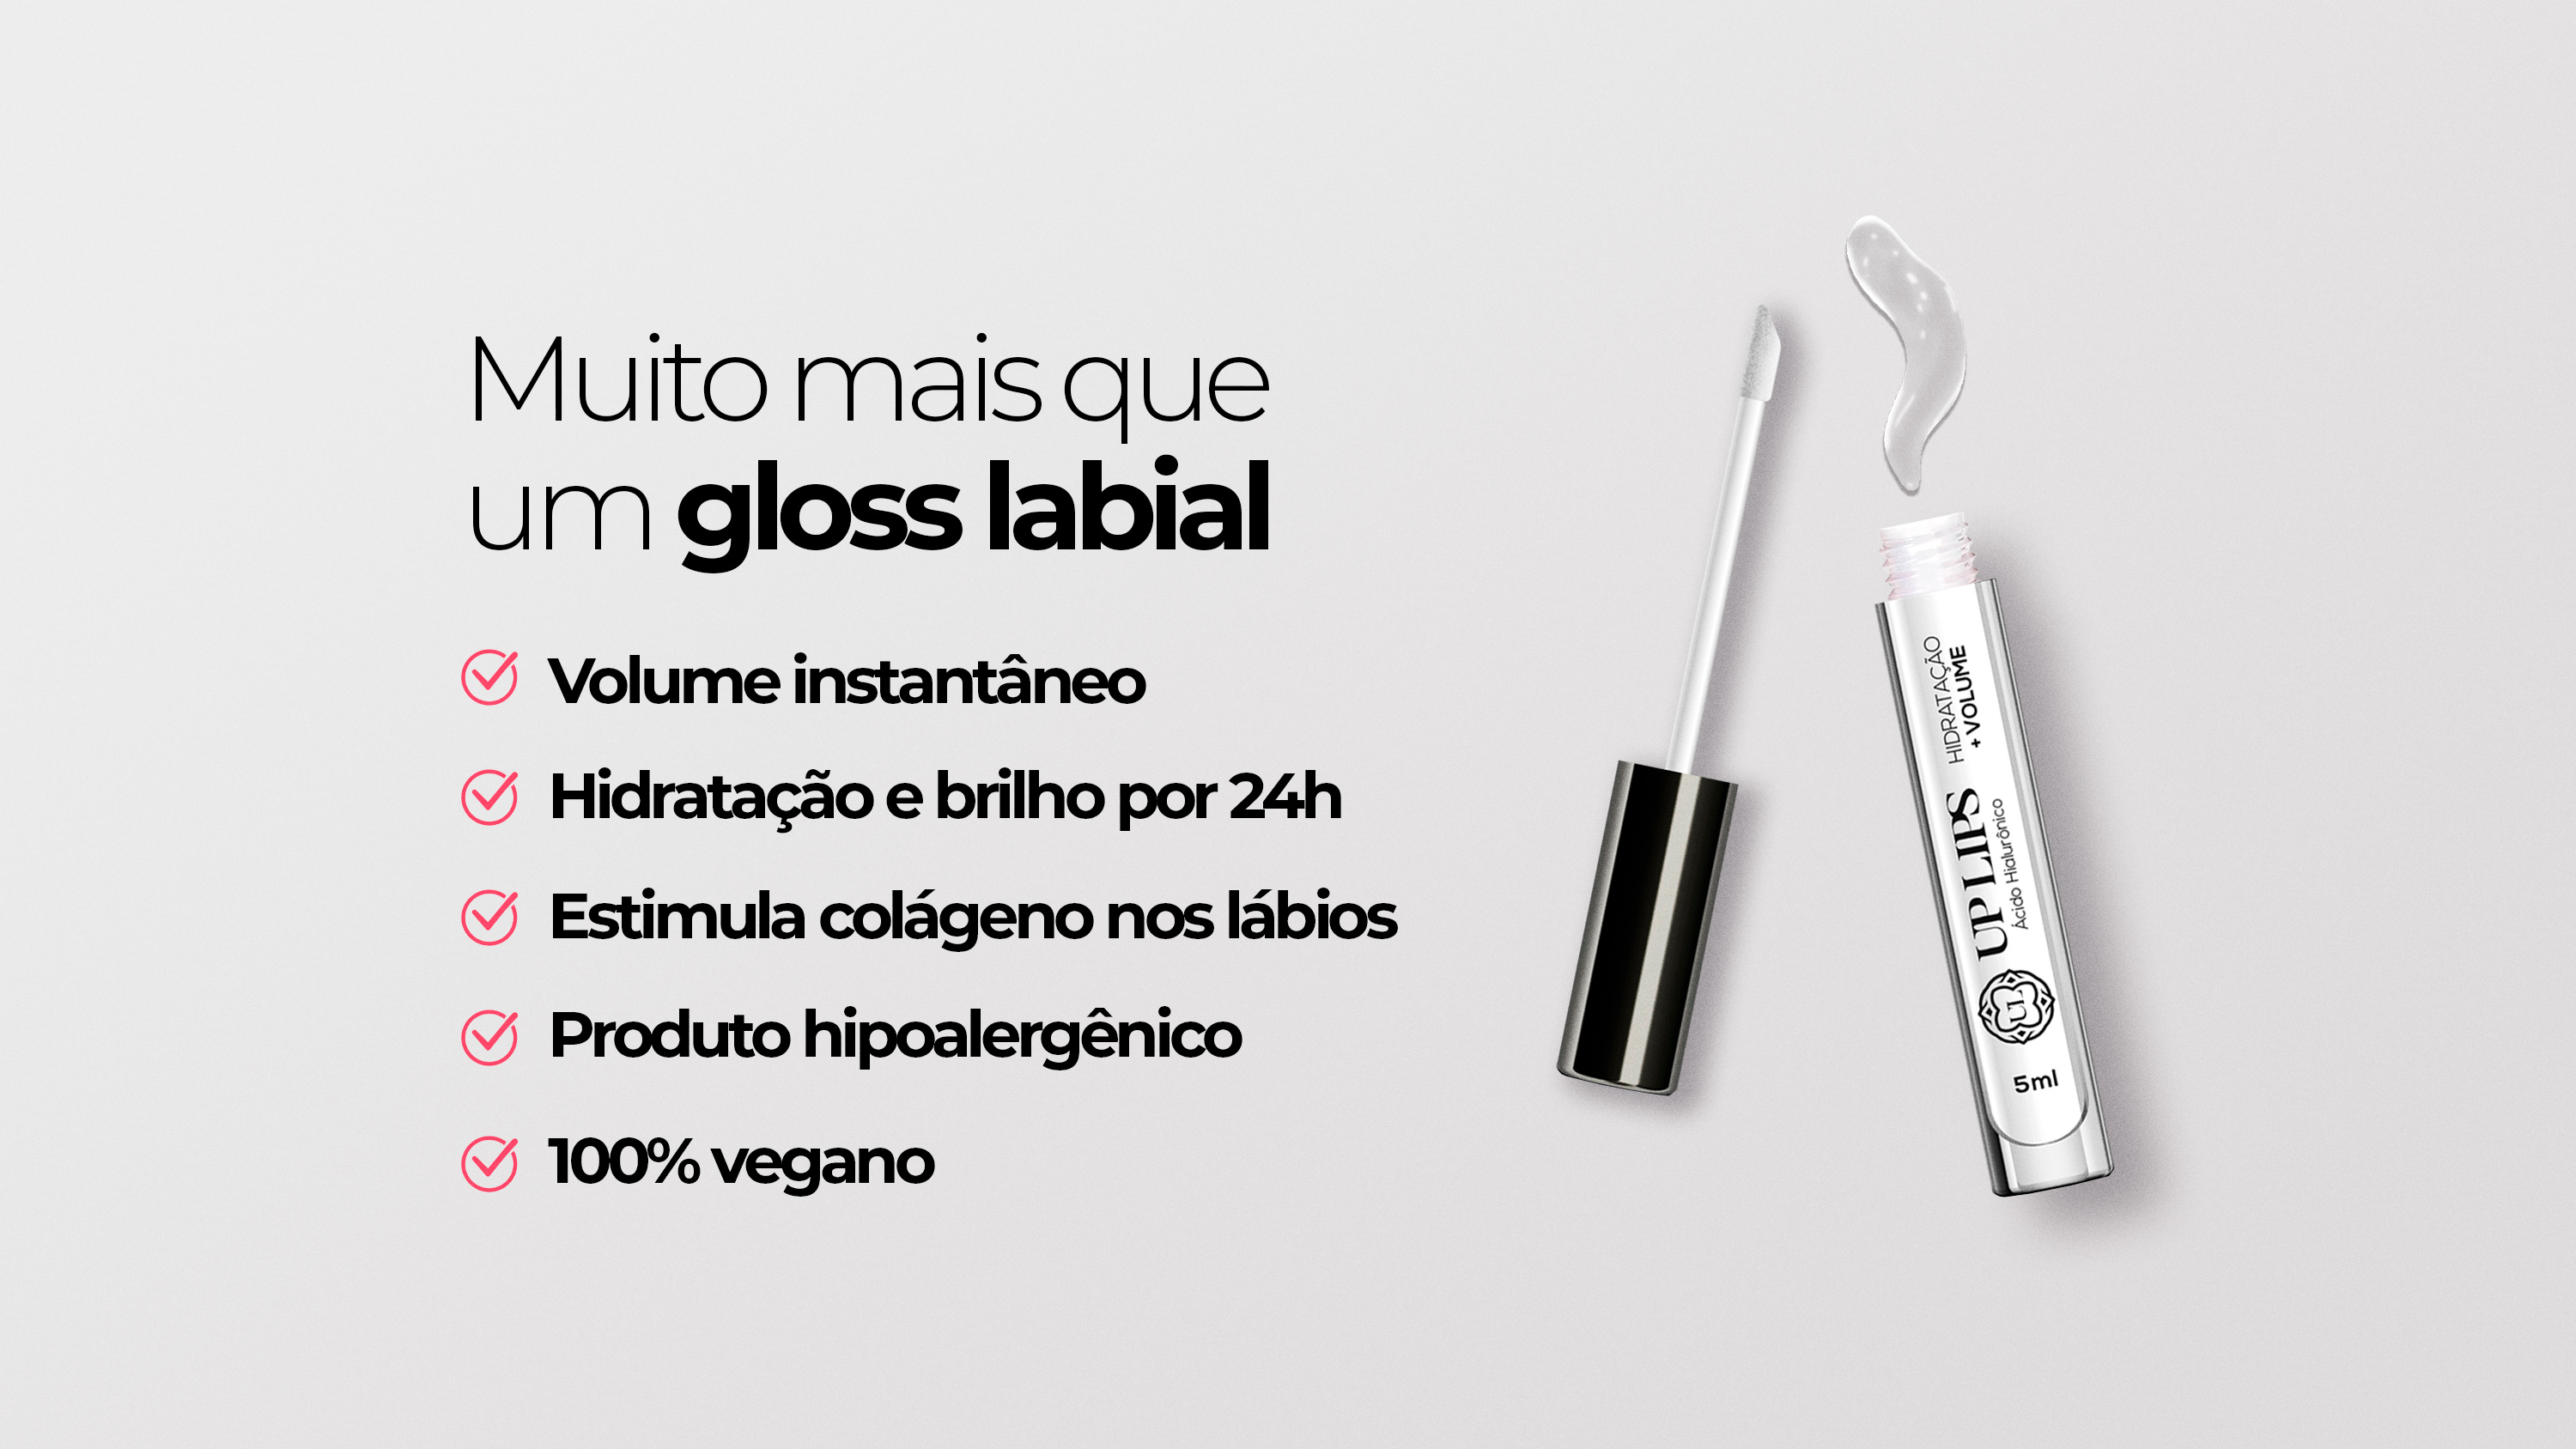 Muito mais que
um gloss labial
Volume instantâneo
Hidratação e brilho por 24h
Estimula colágeno nos lábios
Produto hipoalergênico
100% vegano
HIDRATAÇÃO
+ VOLUME
UP LIPS
Ácido Hialurônico
5ml